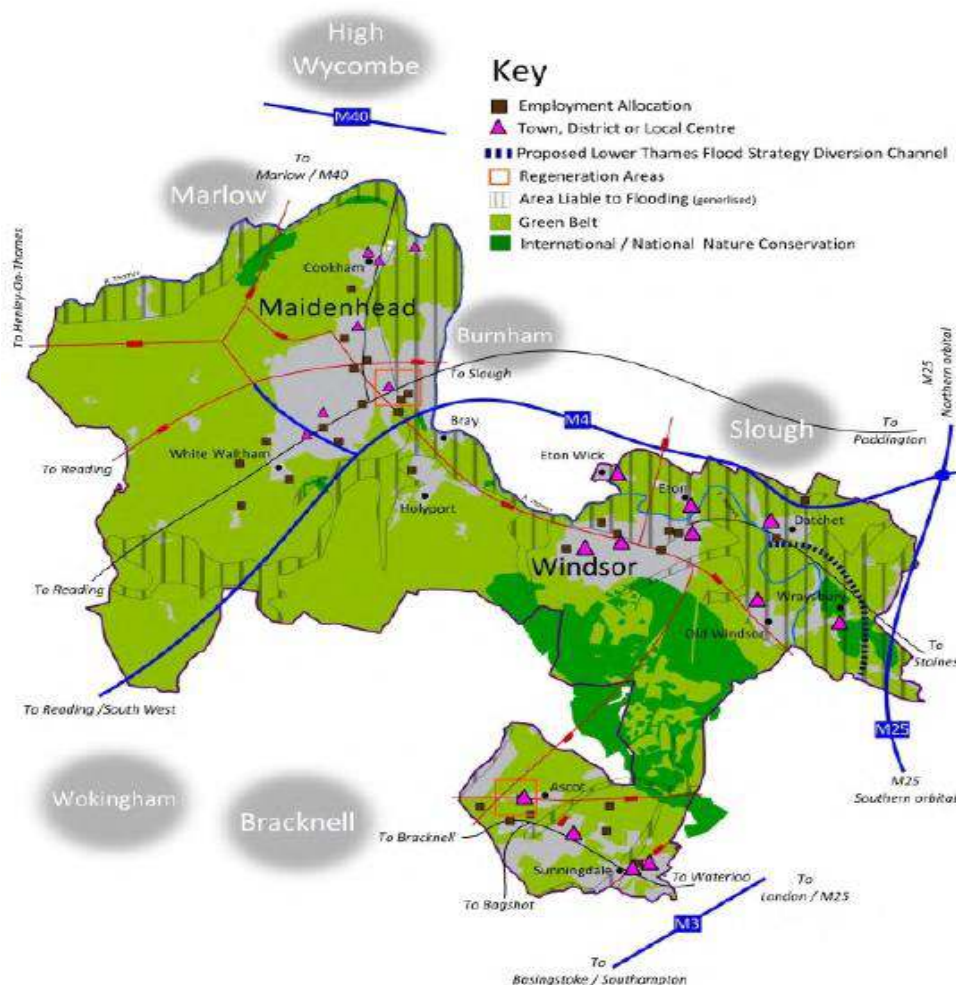 High
Wycombe
Key
Employment Allocation
Town, District or Local Centre
Proposed Lower Thames Flood Strategy Diversion Channel
Regeneration Areas
Area Liable to Flooding (generlised)
Green Belt
International / National Nature Conservation
M40
To
Marlow / M40
Marlow
To Henley-On-Thames
Cookham
Maidenhead
Burnham
To Slough
M25
Northern orbital
M4
Slough
To
Paddington
Bray
Eton Wick
To Reading
White Waltham
Holyport
Eton
Datchet
Windsor
To Reading
Wraysbury
Old Windsor
To
Staines
To Reading /South West
M25
M25
Southern orbital
Wokingham
Bracknell
Ascot
To Bracknell
Sunningdale
To Waterloo
To Bagshot
To
London / M25
M3
To
Basingstoke / Southampton